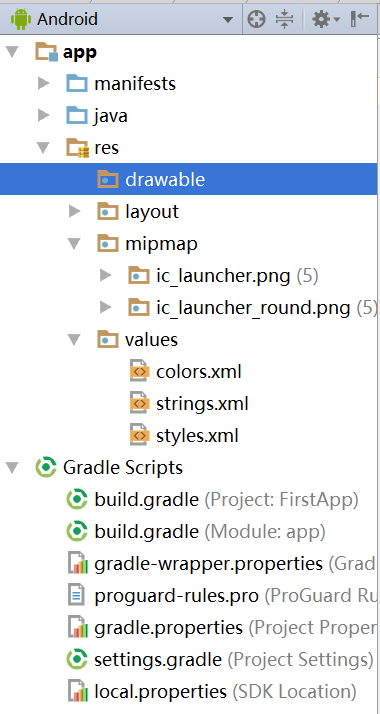 Android
app
manifests
java
res
drawable
layout
mipmap
ic_launcher.png (5)
ic_launcher_round.png (5)
values
colors.xml
strings.xml
styles.xml
Gradle Scripts
build.gradle (Project: FirstApp)
build.gradle (Module: app)
gradle-wrapper.properties (Grad
proguard-rules.pro (ProGuard Ru
gradle.properties (Project Proper
settings.gradle (Project Settings)
local.properties (SDK Location)